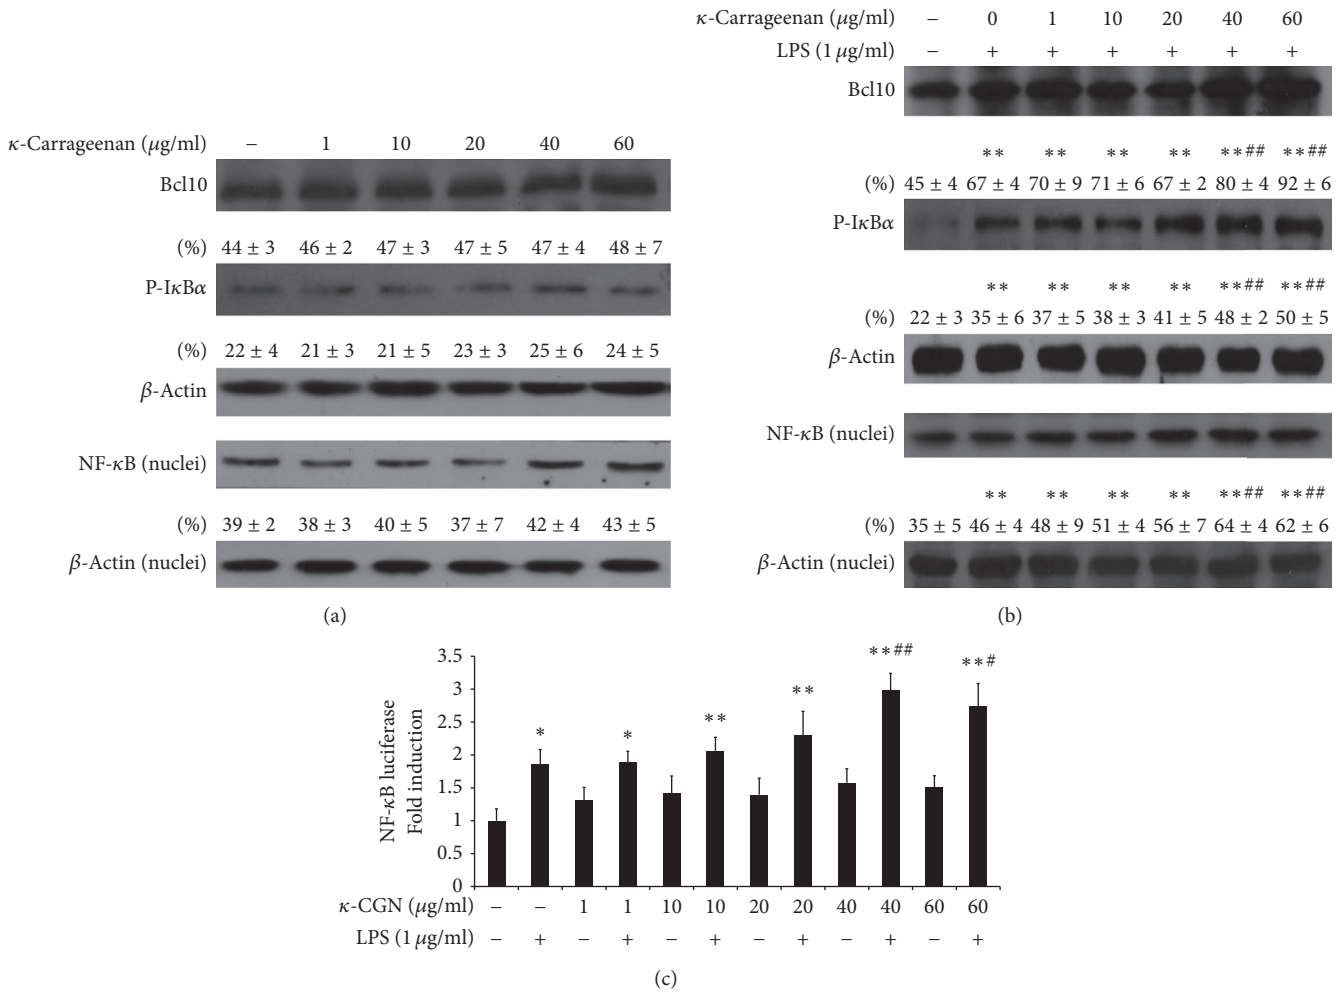 κ-Carrageenan (μg/ml) – 1 10 20 40 60
Bcl10
(%) 44 ± 3 46 ± 2 47 ± 3 47 ± 5 47 ± 4 48 ± 7
P-IκBα
(%) 22 ± 4 21 ± 3 21 ± 5 23 ± 3 25 ± 6 24 ± 5
β-Actin
NF-κB (nuclei)
(%) 39 ± 2 38 ± 3 40 ± 5 37 ± 7 42 ± 4 43 ± 5
β-Actin (nuclei)
(a)
κ-Carrageenan (μg/ml) – 0 1 10 20 40 60
LPS (1 μg/ml) – + + + + + +
Bcl10
∗∗ ∗∗ ∗∗ ∗∗ ∗∗## ∗∗##
(%) 45 ± 4 67 ± 4 70 ± 9 71 ± 6 67 ± 2 80 ± 4 92 ± 6
P-IκBα
∗∗ ∗∗ ∗∗ ∗∗ ∗∗## ∗∗##
(%) 22 ± 3 35 ± 6 37 ± 5 38 ± 3 41 ± 5 48 ± 2 50 ± 5
β-Actin
NF-κB (nuclei)
∗∗ ∗∗ ∗∗ ∗∗ ∗∗## ∗∗##
(%) 35 ± 5 46 ± 4 48 ± 9 51 ± 4 56 ± 7 64 ± 4 62 ± 6
β-Actin (nuclei)
(b)
NF-κB luciferase
Fold induction
3.5
3
2.5
2
1.5
1
0.5
0
∗ ∗ ∗∗ ∗∗ ∗∗## ∗∗#
κ-CGN (μg/ml) – – 1 1 10 10 20 20 40 40 60 60
LPS (1 μg/ml) – + – + – + – + – + – +
(c)